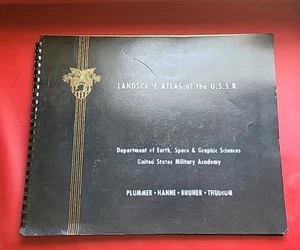 LANDSCAPE ATLAS of the U.S.S.R.
Department of Earth, Space & Graphic Sciences
United States Military Academy
PLUMMER • HANNE • BRUNER • THUDIUM